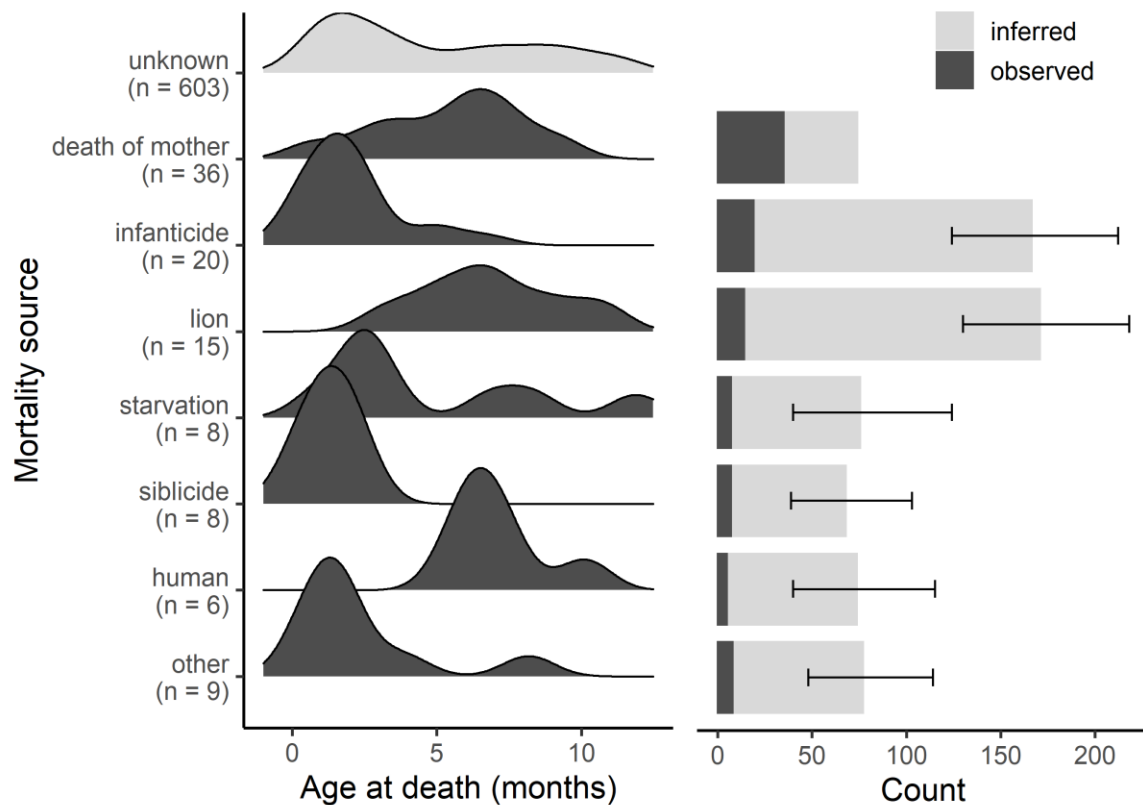 inferred
observed
unknown
(n = 603)
death of mother
(n = 36)
infanticide
(n = 20)
lion
(n = 15)
starvation
(n = 8)
siblicide
(n = 8)
human
(n = 6)
other
(n = 9)
Mortality source
0 5 10
Age at death (months)
0 50 100 150 200
Count